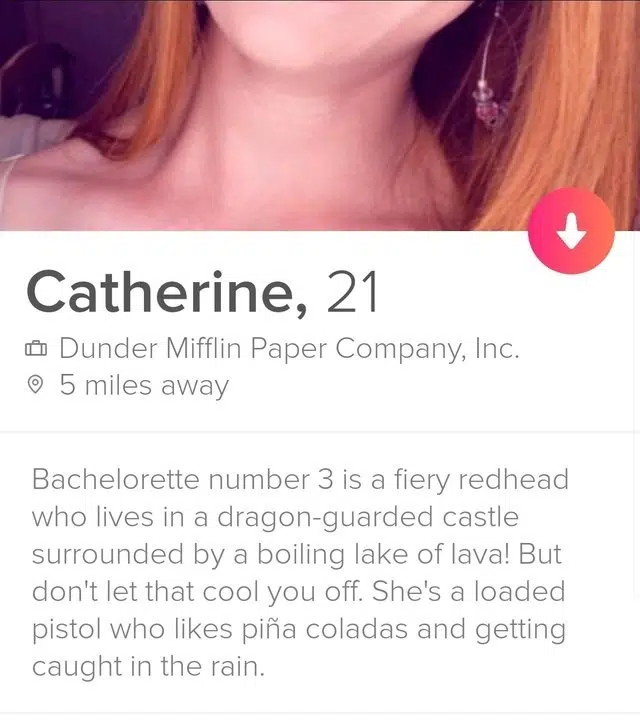 Catherine, 21
Dunder Mifflin Paper Company, Inc.
5 miles away
Bachelorette number 3 is a fiery redhead
who lives in a dragon-guarded castle
surrounded by a boiling lake of lava! But
don't let that cool you off. She's a loaded
pistol who likes piña coladas and getting
caught in the rain.